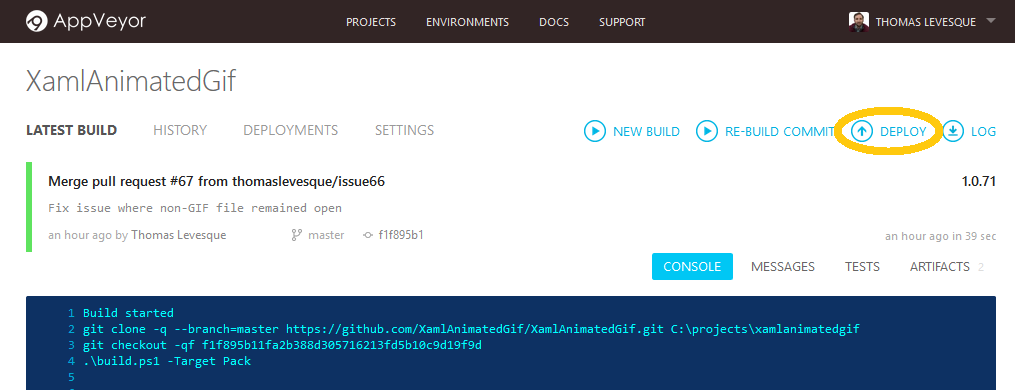 AppVeyor PROJECTS ENVIRONMENTS DOCS SUPPORT THOMAS LEVESQUE
XamlAnimatedGif
LATEST BUILD HISTORY DEPLOYMENTS SETTINGS NEW BUILD RE-BUILD COMMIT DEPLOY LOG
Merge pull request #67 from thomaslevesque/issue66 1.0.71
Fix issue where non-GIF file remained open
an hour ago by Thomas Levesque master f1f895b1 an hour ago in 39 sec
CONSOLE MESSAGES TESTS ARTIFACTS 2
1 Build started
2 git clone -q --branch=master https://github.com/XamlAnimatedGif/XamlAnimatedGif.git C:\projects\xamlanimatedgif
3 git checkout -qf f1f895b11fa2b388d305716213fd5b10c9d19f9d
4 .\build.ps1 -Target Pack
5